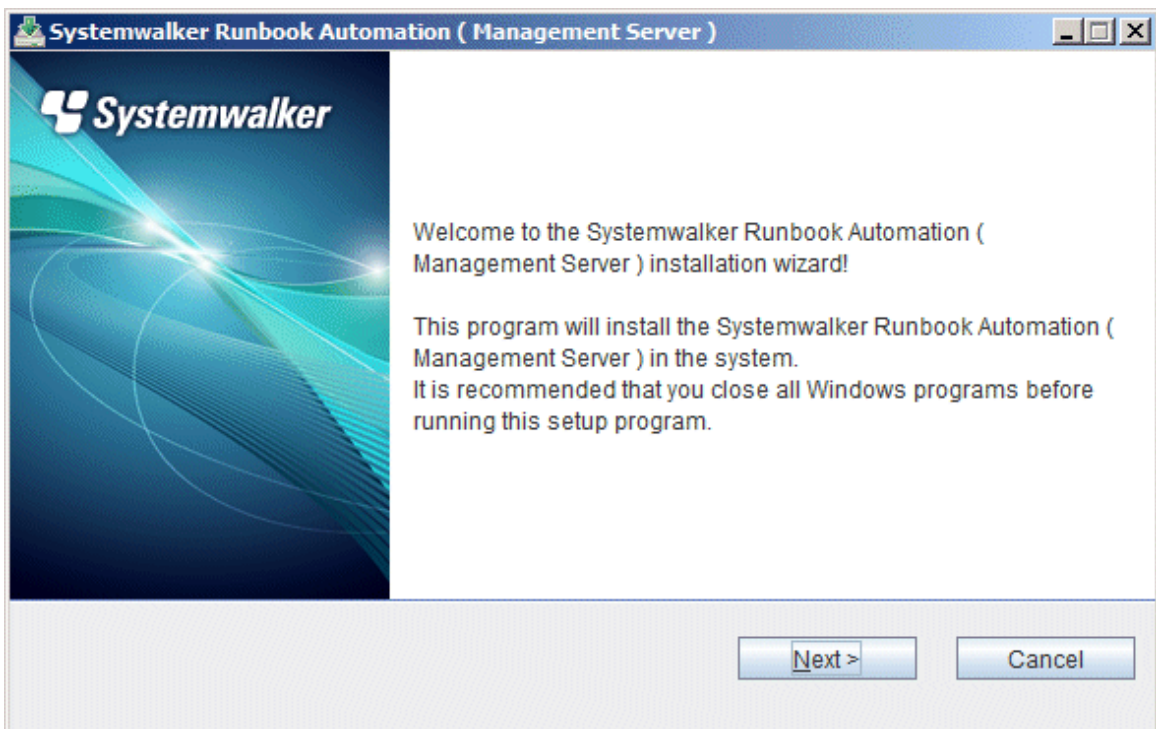 Systemwalker Runbook Automation ( Management Server )
Systemwalker
Welcome to the Systemwalker Runbook Automation (
Management Server ) installation wizard!
This program will install the Systemwalker Runbook Automation (
Management Server ) in the system.
It is recommended that you close all Windows programs before
running this setup program.
Next >
Cancel